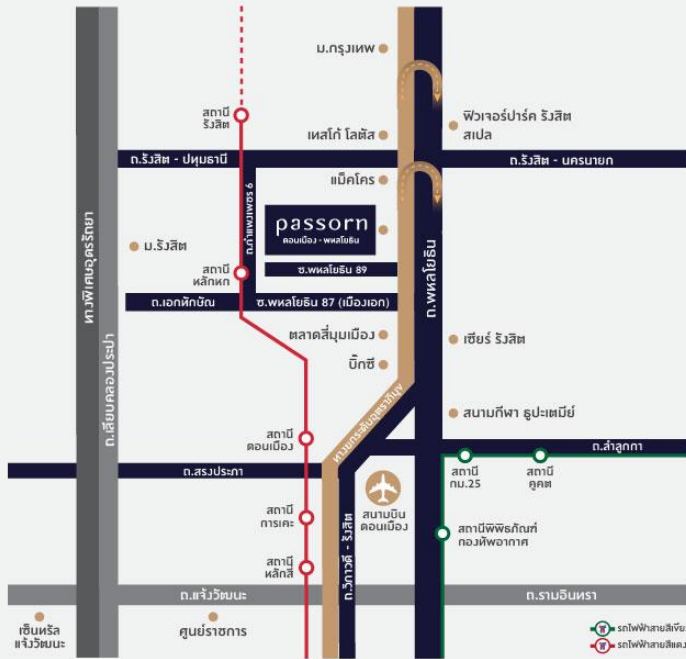 ม.กรุงเทพ
สถานี
รังสิต
ฟิวเจอร์ปาร์ค รังสิต
สเปล
เทสโก้ โลตัส
ถ.รังสิต - ปทุมธานี
ถ.รังสิต - นครนายก
แม็คโคร
ถ.กำแพงเพชร 6
passorn
ดอนเมือง - พหลโยธิน
ม.รังสิต
สถานี
หลักหก
ซ.พหลโยธิน 89
ถ.เอกทักษิณ
ซ.พหลโยธิน 87 (เมืองเอก)
ถ.พหลโยธิน
ทางพิเศษอุดรรัถยา
ถ.เลียบคลองประปา
ตลาดสี่มุมเมือง
เซียร์ รังสิต
บิ๊กซี
ทางยกระดับอุตราภิมุข
สนามกีฬา ธูปะเตมีย์
สถานี
ดอนเมือง
ถ.ลำลูกกา
ถ.สรงประภา
สถานี
กม.25
สถานี
คูคต
สนามบิน
ดอนเมือง
สถานี
การเคหะ
ถ.วิภาวดี - รังสิต
สถานีพิพิธภัณฑ์
กองทัพอากาศ
สถานี
หลักสี่
ถ.แจ้งวัฒนะ
ถ.รามอินทรา
เซ็นทรัล
แจ้งวัฒนะ
ศูนย์ราชการ
รถไฟฟ้าสายสีเขีย
รถไฟฟ้าสายสีแดง